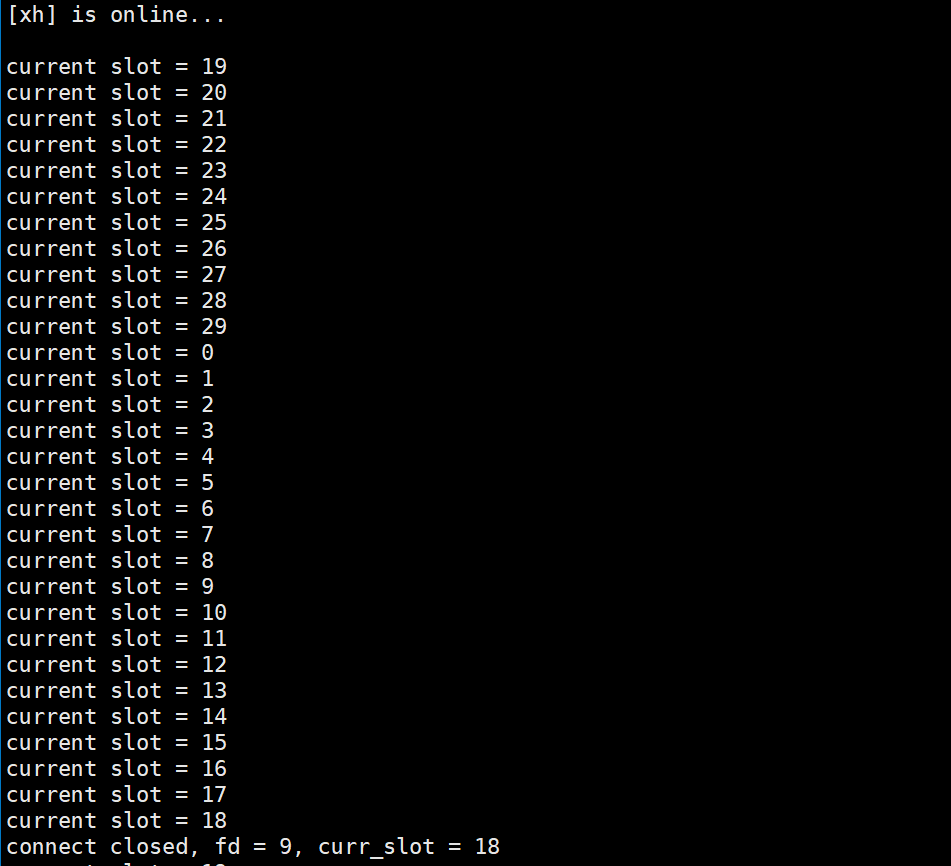 [xh] is online...
current slot = 19
current slot = 20
current slot = 21
current slot = 22
current slot = 23
current slot = 24
current slot = 25
current slot = 26
current slot = 27
current slot = 28
current slot = 29
current slot = 0
current slot = 1
current slot = 2
current slot = 3
current slot = 4
current slot = 5
current slot = 6
current slot = 7
current slot = 8
current slot = 9
current slot = 10
current slot = 11
current slot = 12
current slot = 13
current slot = 14
current slot = 15
current slot = 16
current slot = 17
current slot = 18
connect closed, fd = 9, curr_slot = 18